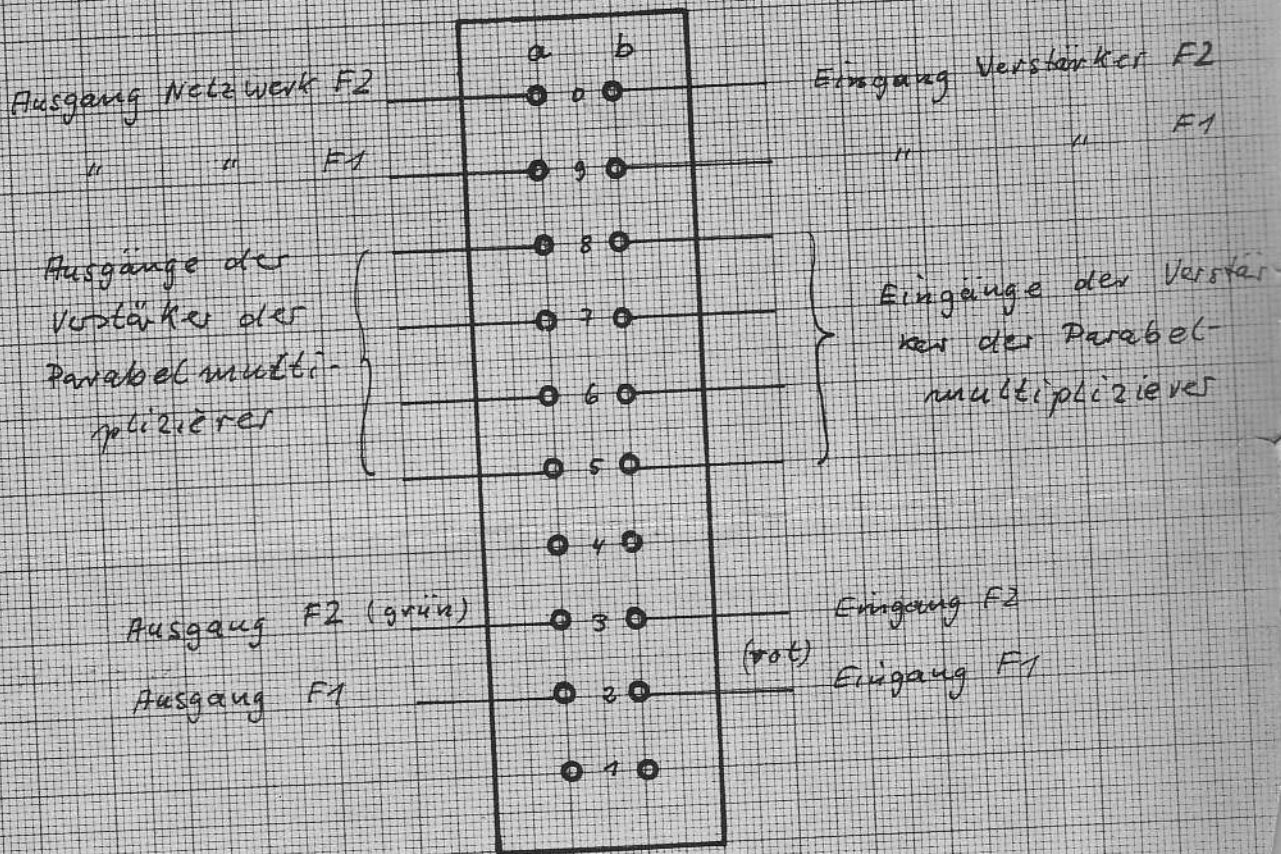 a b
Ausgang Netzwerk F2 0 Eingang Verstärker F2
" " F1 9 " " F1
8
Ausgänge der
Verstärker der
Parabelmulti-
plizierer
7
Eingänge der Verstär-
ker der Parabel-
multiplizierer
6
5
4
Ausgang F2 (grün) 3 Eingang F2
Ausgang F1 2 (rot) Eingang F1
1